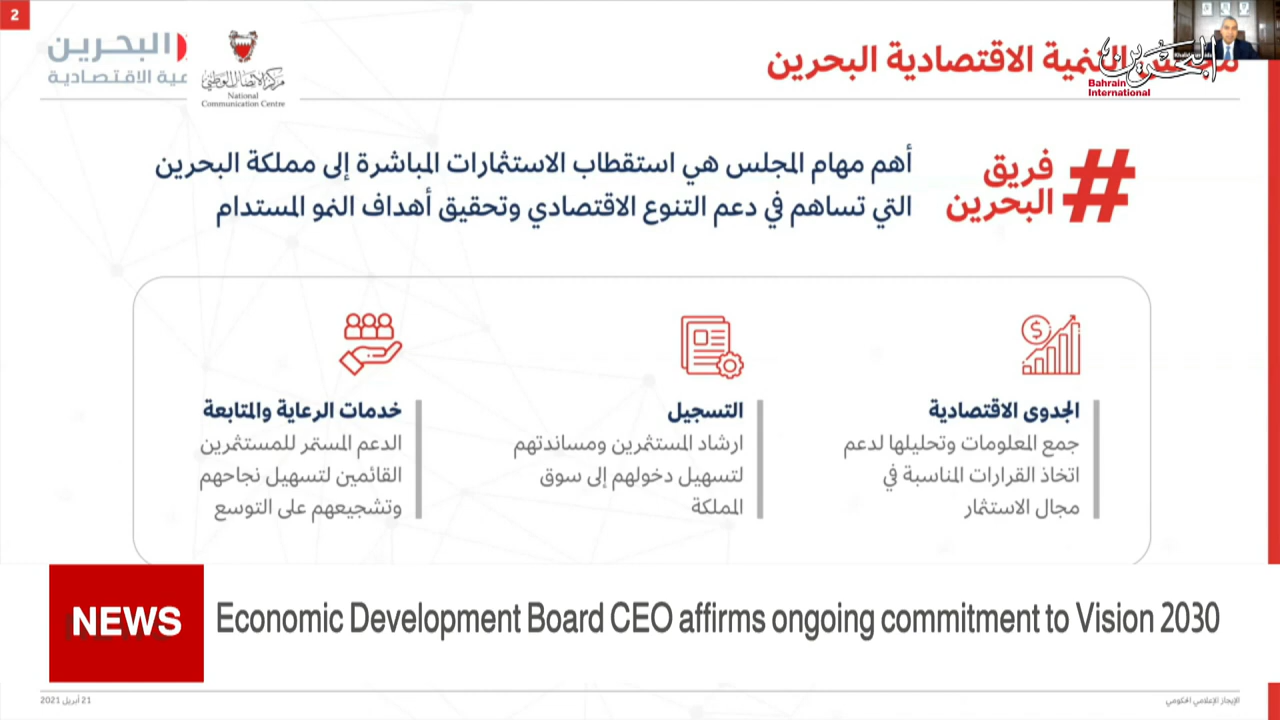 2
البحرين
مركز الاتصال الوطني
National
Communication Centre
التنمية الاقتصادية البحرين
البحرين
Bahrain
International
#
فريق
البحرين
أهم مهام المجلس هي استقطاب الاستثمارات المباشرة إلى مملكة البحرين
التي تساهم في دعم التنوع الاقتصادي وتحقيق أهداف النمو المستدام
الجدوى الاقتصادية
جمع المعلومات وتحليلها لدعم
اتخاذ القرارات المناسبة في
مجال الاستثمار
التسجيل
ارشاد المستثمرين ومساندتهم
لتسهيل دخولهم إلى سوق
المملكة
خدمات الرعاية والمتابعة
الدعم المستمر للمستثمرين
القائمين لتسهيل نجاحهم
وتشجيعهم على التوسع
NEWS
Economic Development Board CEO affirms ongoing commitment to Vision 2030
الإيجاز الإعلامي الحكومي
21 أبريل 2021